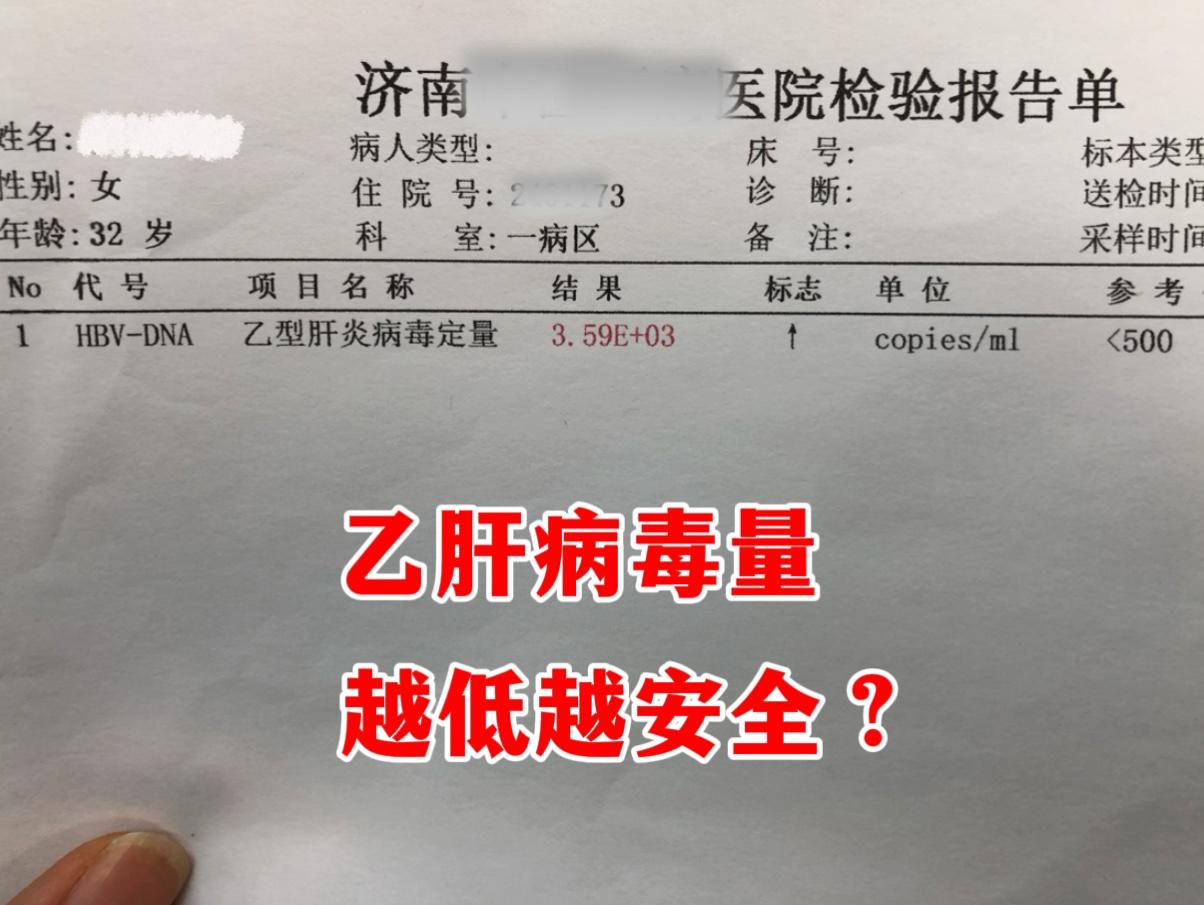 济南 医院检验报告单
姓名: 病人类型: 床 号: 标本类型
性别: 女 住 院 号: 2 73 诊 断: 送检时间
年龄: 32 岁 科 室: 一病区 备 注: 采样时间
No 代 号 项 目 名 称 结 果 标志 单 位 参 考
1 HBV-DNA 乙型肝炎病毒定量 3.59E+03 ↑ copies/ml <500
乙肝病毒量
越低越安全？